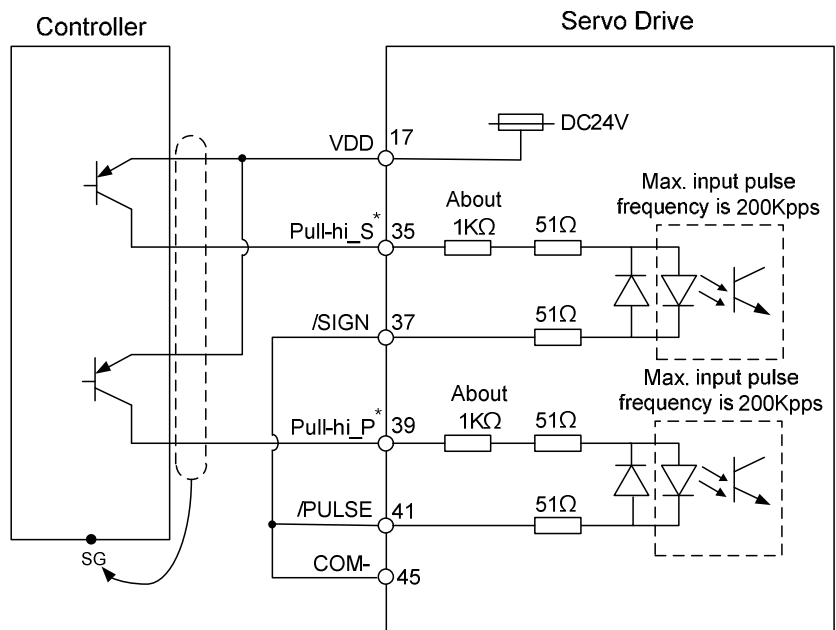 Controller
Servo Drive
VDD
17
DC24V
Max. input pulse
frequency is 200Kpps
About
1KΩ
51Ω
Pull-hi_S*
35
/SIGN
37
51Ω
Max. input pulse
frequency is 200Kpps
About
1KΩ
51Ω
Pull-hi_P*
39
/PULSE
41
51Ω
COM-
45
SG